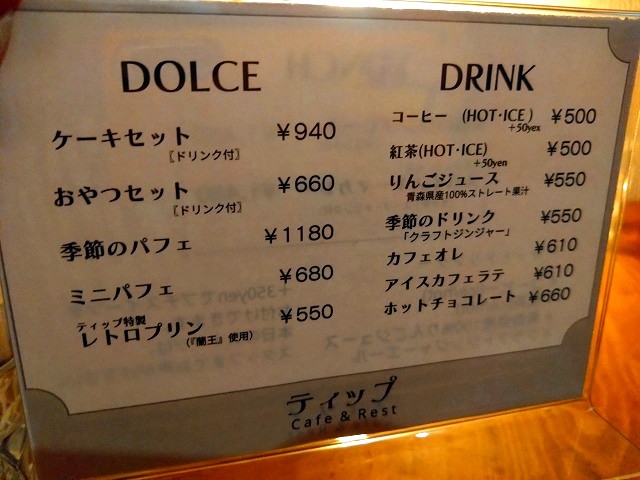 DOLCE
ケーキセット ¥940
〔ドリンク付〕
おやつセット ¥660
〔ドリンク付〕
季節のパフェ ¥1180
ミニパフェ ¥680
ティップ特製
レトロプリン ¥550
(『蘭王』使用)
DRINK
コーヒー (HOT・ICE) ¥500
+50yex
紅茶(HOT・ICE) ¥500
+50yen
りんごジュース ¥550
青森県産100%ストレート果汁
季節のドリンク ¥550
「クラフトジンジャー」
カフェオレ ¥610
アイスカフェラテ ¥610
ホットチョコレート ¥660
ティップ
Cafe & Rest